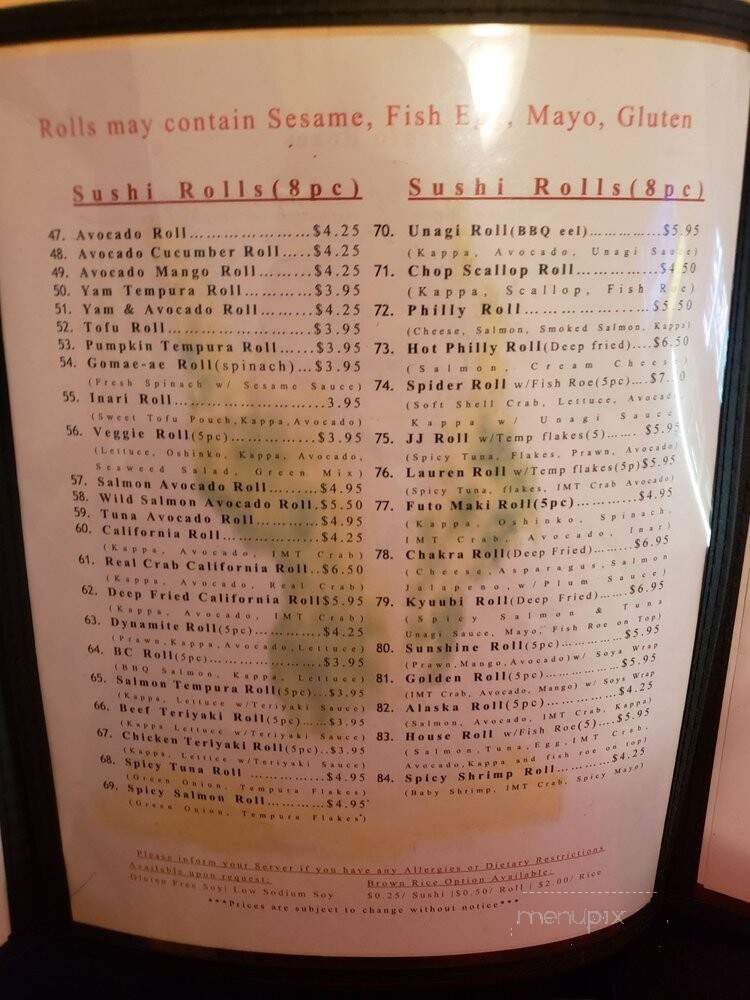 Rolls may contain Sesame, Fish Egg, Mayo, Gluten
Sushi Rolls(8pc)
47. Avocado Roll……………………$4.25
48. Avocado Cucumber Roll…..$4.25
49. Avocado Mango Roll…………$4.25
50. Yam Tempura Roll…………$3.95
51. Yam & Avocado Roll…………$4.25
52. Tofu Roll……………………$3.95
53. Pumpkin Tempura Roll……$3.95
54. Gomae-ae Roll(spinach)…$3.95
(Fresh Spinach w/ Sesame Sauce)
55. Inari Roll……………………..3.95
(Sweet Tofu Pouch,Kappa,Avocado)
56. Veggie Roll(5pc)……………$3.95
(Lettuce, Oshinko, Kappa, Avocado,
Seaweed Salad, Green Mix)
57. Salmon Avocado Roll………$4.95
58. Wild Salmon Avocado Roll.$5.50
59. Tuna Avocado Roll…………$4.95
60. California Roll………………$4.25
(Kappa, Avocado, IMT Crab)
61. Real Crab California Roll..$6.50
(Kappa, Avocado, Real Crab)
62. Deep Fried California Roll$5.95
(Kappa, Avocado, IMT Crab)
63. Dynamite Roll(5pc)…………$4.25
(Prawn,Kappa,Avocado,Lettuce)
64. BC Roll(5pc)…………………$3.95
(BBQ Salmon, Kappa, Lettuce)
65. Salmon Tempura Roll(5pc)…$3.95
(Kappa, Lettuce w/Teriyaki Sauce)
66. Beef Teriyaki Roll(5pc)……$3.95
(Kappa Lettuce w/Teriyaki Sauce)
67. Chicken Teriyaki Roll(5pc)..$3.95
(Kappa, Lettice w/Teriyaki Sauce)
68. Spicy Tuna Roll …………$4.95
(Green Onion, Tempura Flakes)
69. Spicy Salmon Roll…………$4.95
(Green Onion, Tempura Flakes)
Sushi Rolls(8pc)
70. Unagi Roll(BBQ eel)…………$5.95
(Kappa, Avocado, Unagi Sauce)
71. Chop Scallop Roll……………$4.50
(Kappa, Scallop, Fish Roe)
72. Philly Roll…………………$5.50
(Cheese, Salmon, Smoked Salmon, Kappa)
73. Hot Philly Roll(Deep fried)….$6.50
(Salmon, Cream Cheese)
74. Spider Roll w/Fish Roe(5pc)….
(Soft Shell Crab, Lettuce, Avocado
Kappa w/ Unagi Sauce
75. JJ Roll w/Temp flakes(5)…… $5.95
(Spicy Tuna, Flakes, Prawn, Avocado)
76. Lauren Roll w/Temp flakes(5p)$5.95
(Spicy Tuna, flakes, IMT Crab Avocado)
77. Futo Maki Roll(5pc)…………$4.95
(Kappa, Oshinko, Spinach,
IMT Crab, Avocado, Inar)
78. Chakra Roll(Deep Fried)………$6.95
(Cheese,Asparagus,Salmon
Jalapeno,w/Plum Sauce)
79. Kyuubi Roll(Deep Fried)………$6.95
(Spicy Salmon & Tuna
Unagi Sauce, Mayo, Fish Roe on Top)
80. Sunshine Roll(5pc)……………$5.95
(Prawn,Mango,Avocado)w/ Soya Wrap
81. Golden Roll(5pc)………………$5.95
(IMT Crab, Avocado, Mango) w/ Soya Wrap
82. Alaska Roll(5pc)………………$4.25
(Salmon, Avocado, IMT Crab, Kappa)
83. House Roll w/Fish Roe(5)….$5.95
(Salmon,Tuna,Egg,IMT Crab,
Avocado,Kappa and fish roe on top)
84. Spicy Shrimp Roll……………$4.25
(Baby Shrimp, IMT Crab, Spicy Mayo)
Please inform your Server if you have any Allergies or Dietary Restrictions
Available upon request. Brown Rice Option Available.
Gluten Free Soy| Low Sodium Soy $0.25/ Sushi |$0.50/ Roll | $2.00/ Rice
***Prices are subject to change without notice***
menupix